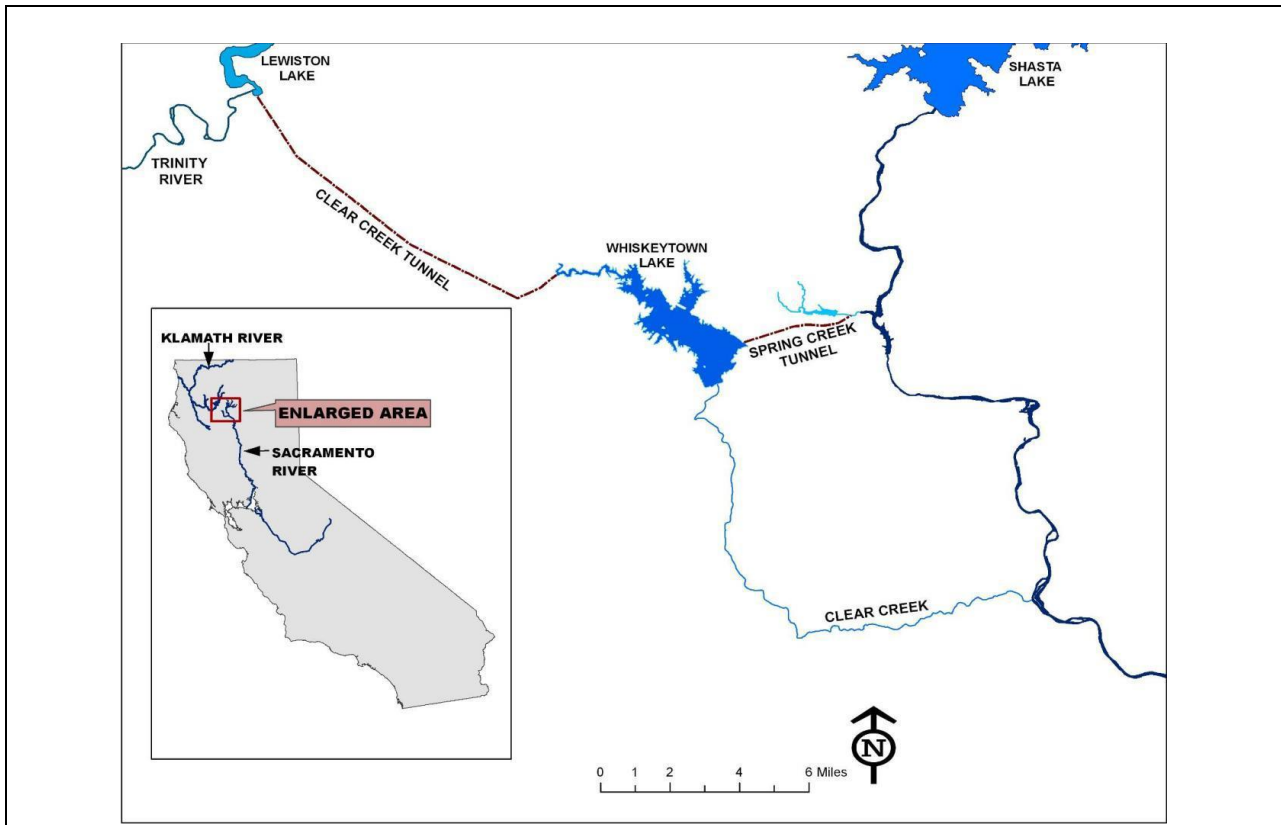 LEWISTON
LAKE
SHASTA
LAKE
TRINITY
RIVER
CLEAR CREEK TUNNEL
WHISKEYTOWN
LAKE
SPRING CREEK
TUNNEL
KLAMATH RIVER
ENLARGED AREA
SACRAMENTO
RIVER
CLEAR CREEK
N
0 1 2 4 6 Miles